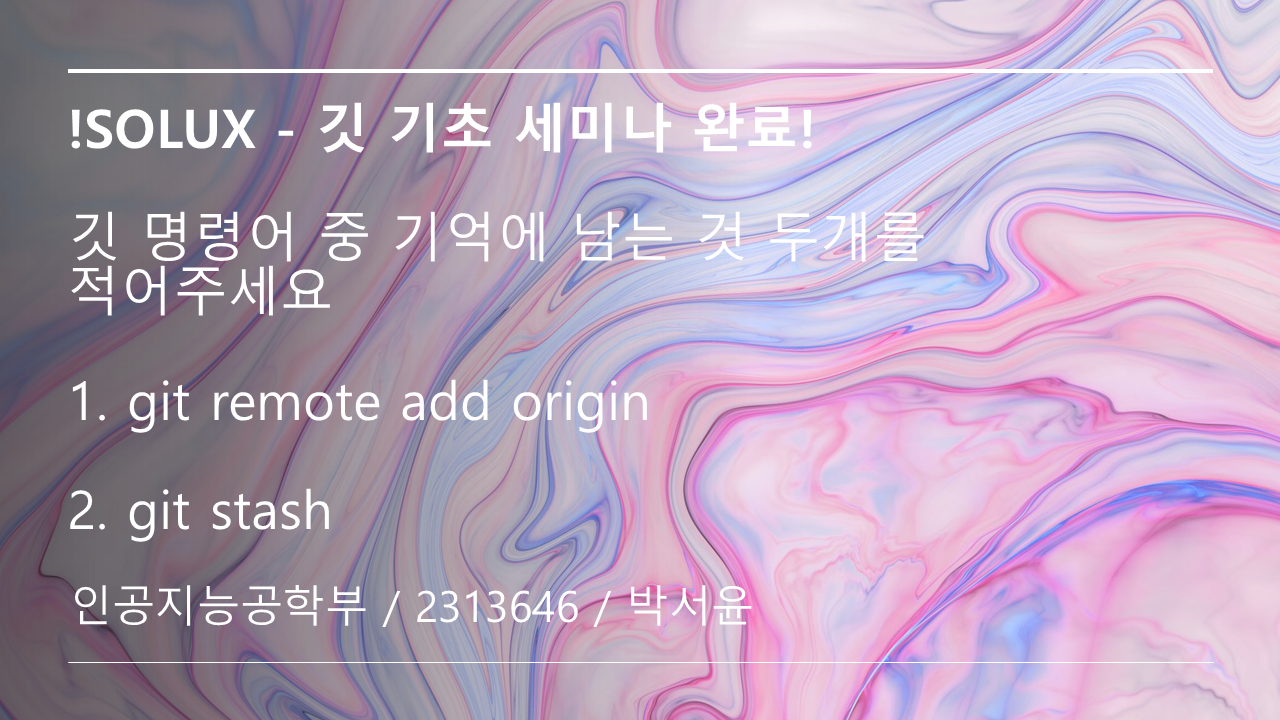 !SOLUX - 깃 기초 세미나 완료!
깃 명령어 중 기억에 남는 것 두개를
적어주세요
1. git remote add origin
2. git stash
인공지능공학부 / 2313646 / 박서윤